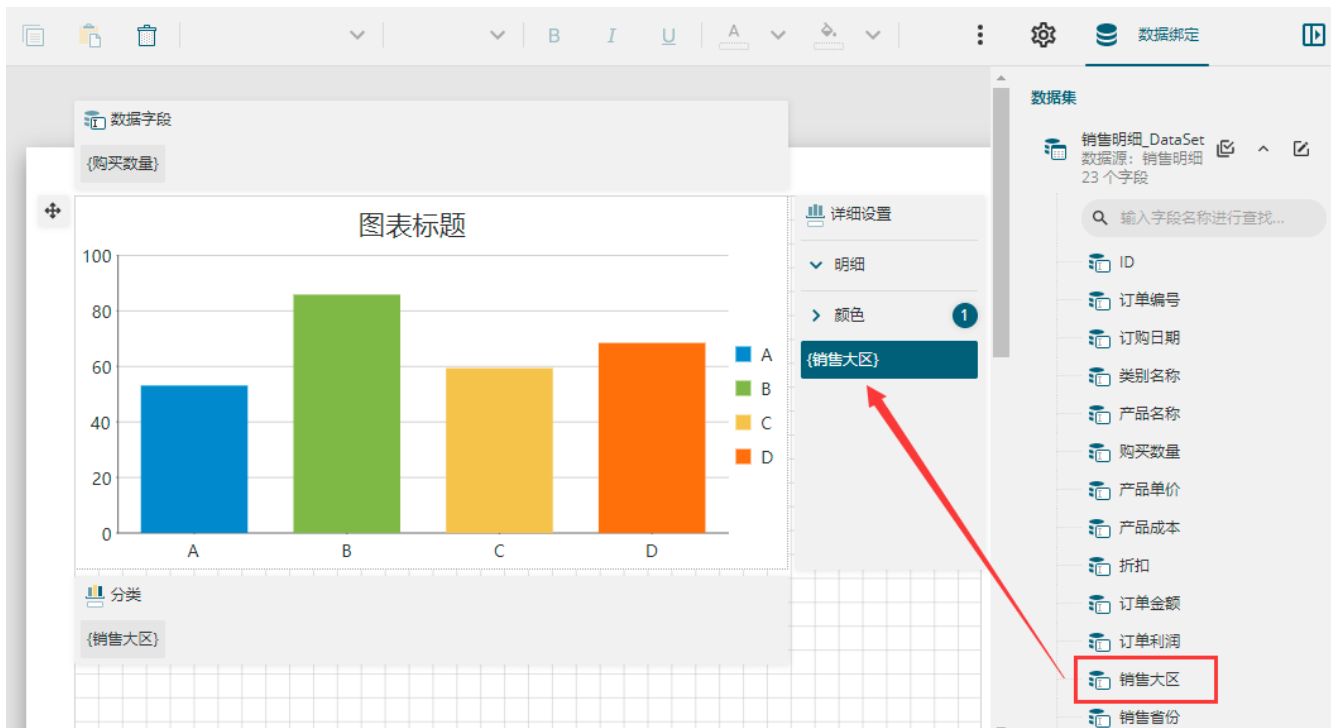 B I U A
数据绑定
数据字段
{购买数量}
图表标题
100
80
60
40
20
0
A B C D
A
B
C
D
分类
{销售大区}
详细设置
明细
颜色 1
{销售大区}
数据集
销售明细_DataSet
数据源：销售明细
23 个字段
输入字段名称进行查找...
ID
订单编号
订购日期
类别名称
产品名称
购买数量
产品单价
产品成本
折扣
订单金额
订单利润
销售大区
销售省份